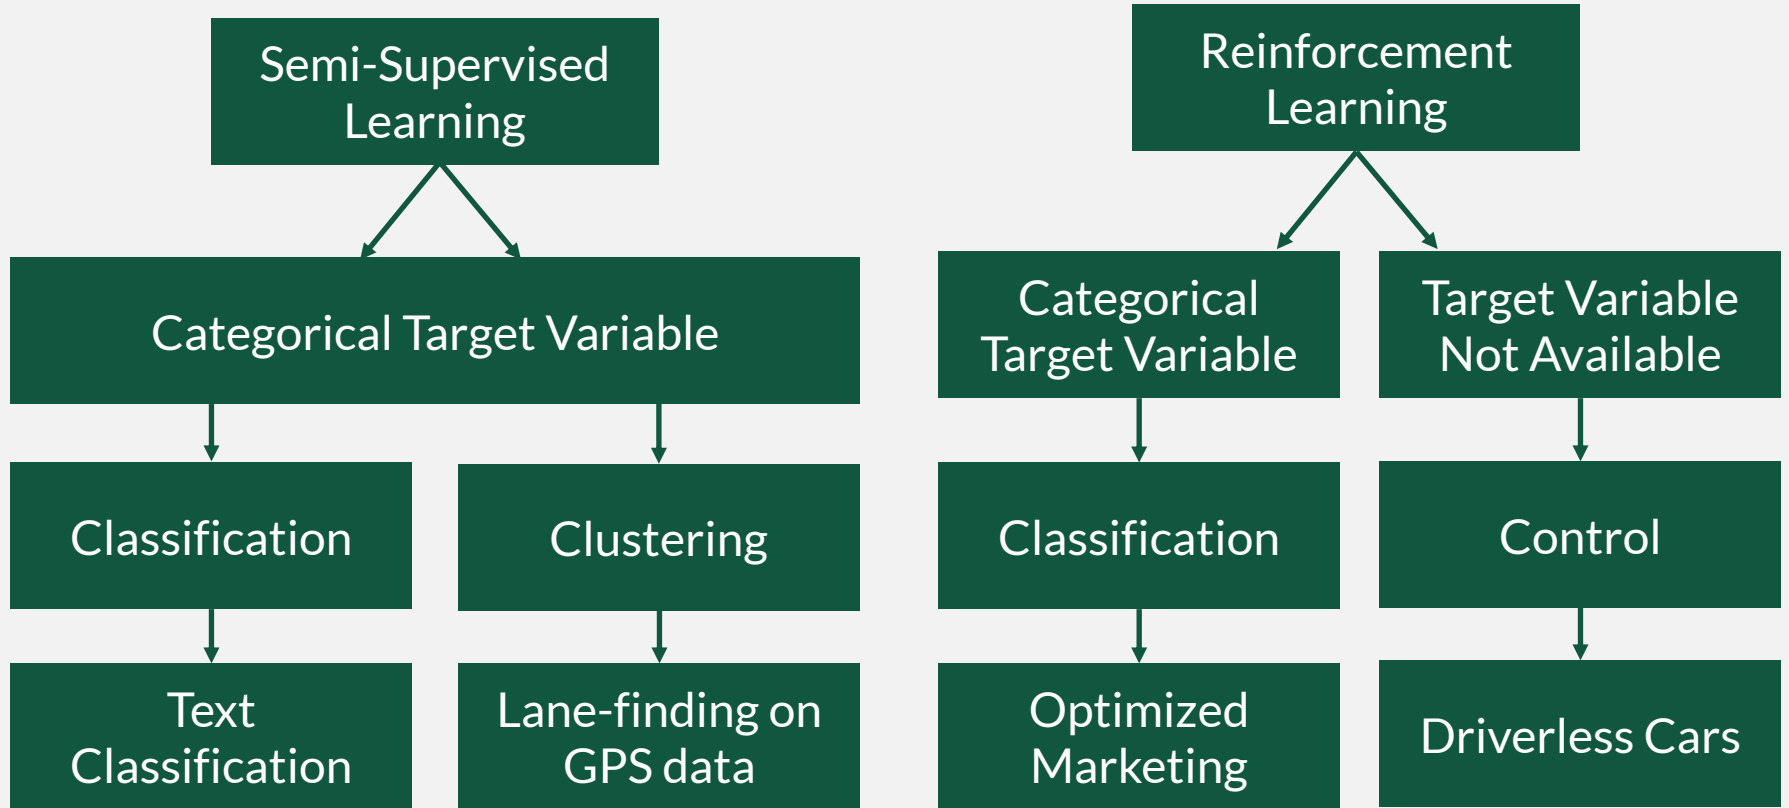 Semi-Supervised
Learning
Categorical Target Variable
Classification
Clustering
Text
Classification
Lane-finding on
GPS data
Reinforcement
Learning
Categorical
Target Variable
Target Variable
Not Available
Classification
Control
Optimized
Marketing
Driverless Cars